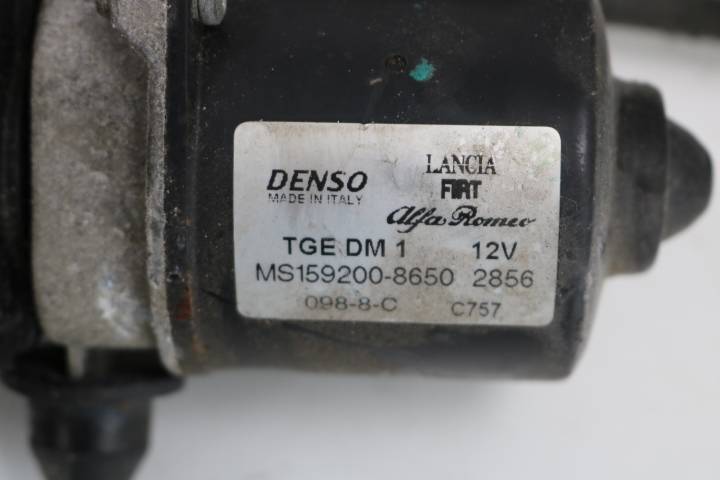 DENSO
MADE IN ITALY
LANCIA
FIAT
Alfa Romeo
TGE DM 1 12V
MS159200-8650 2856
098-8-C C757